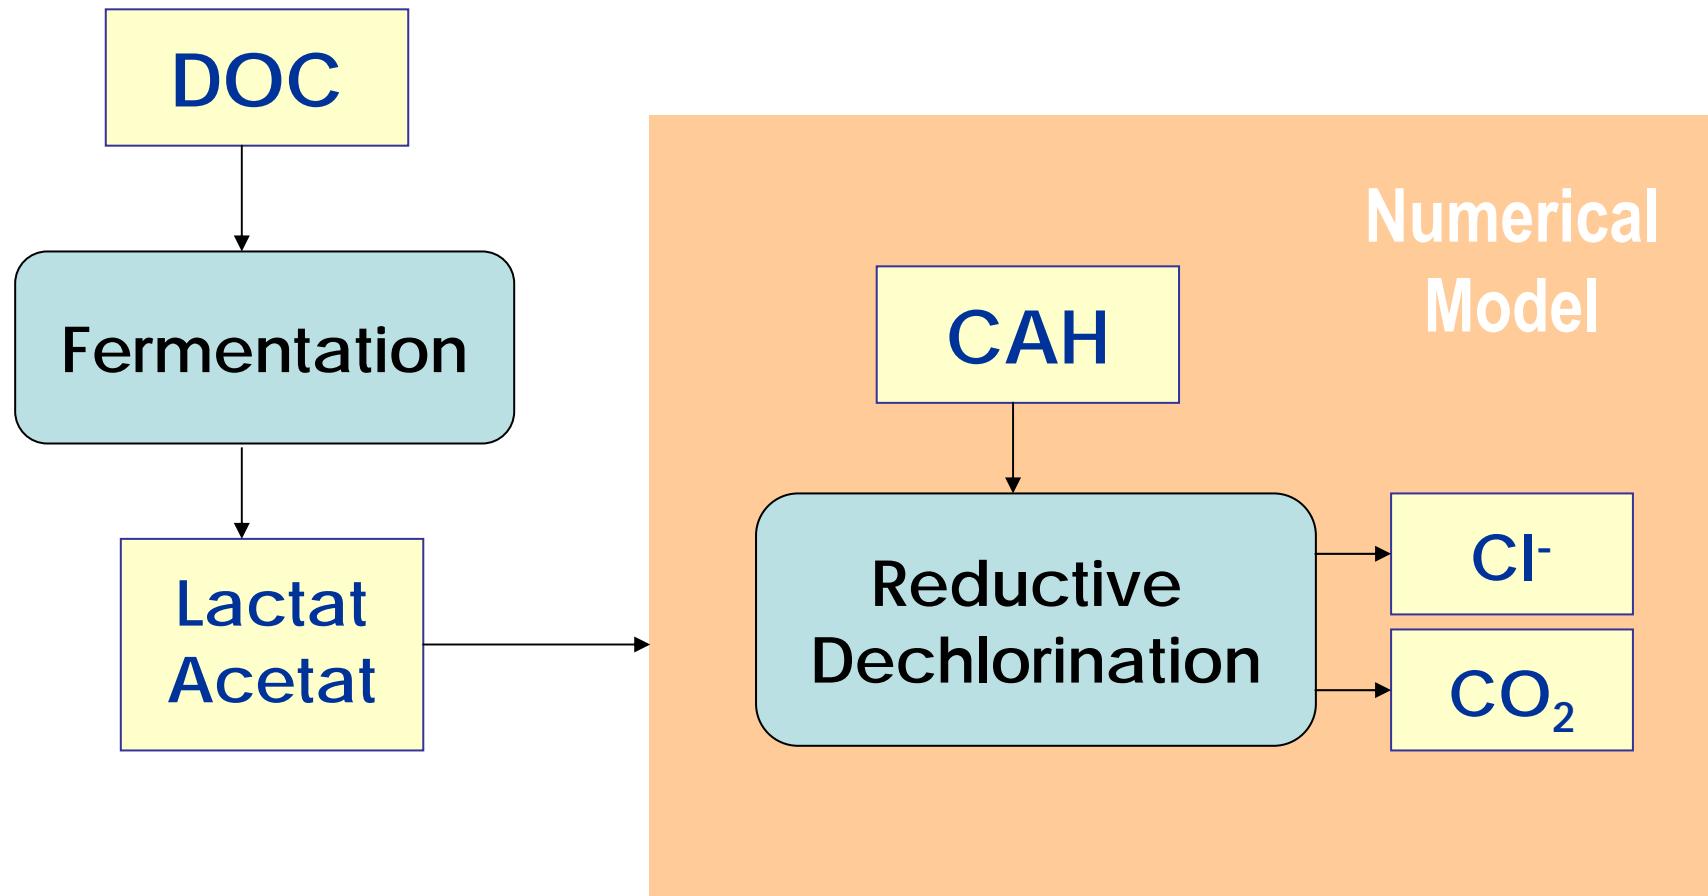 DOC
Fermentation
Lactat
Acetat
Numerical
Model
CAH
Reductive
Dechlorination
Cl⁻
CO₂